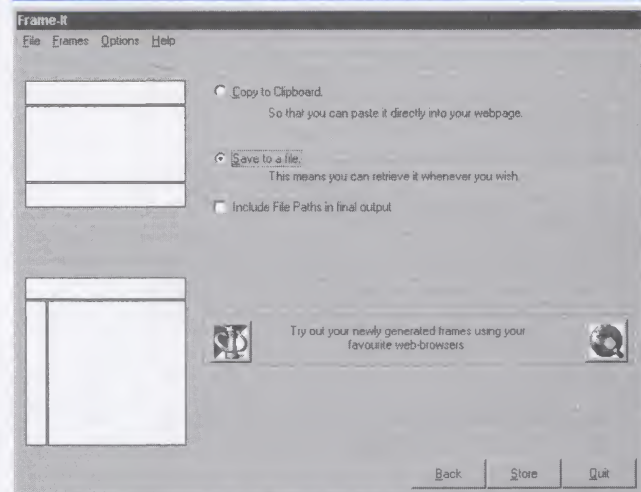 Frame-It
File Frames Options Help
Copy to Clipboard.
So that you can paste it directly into your webpage.
Save to a file.
This means you can retrieve it whenever you wish.
Include File Paths in final output
Try out your newly generated frames using your
favourite web-browsers
Back Store Quit